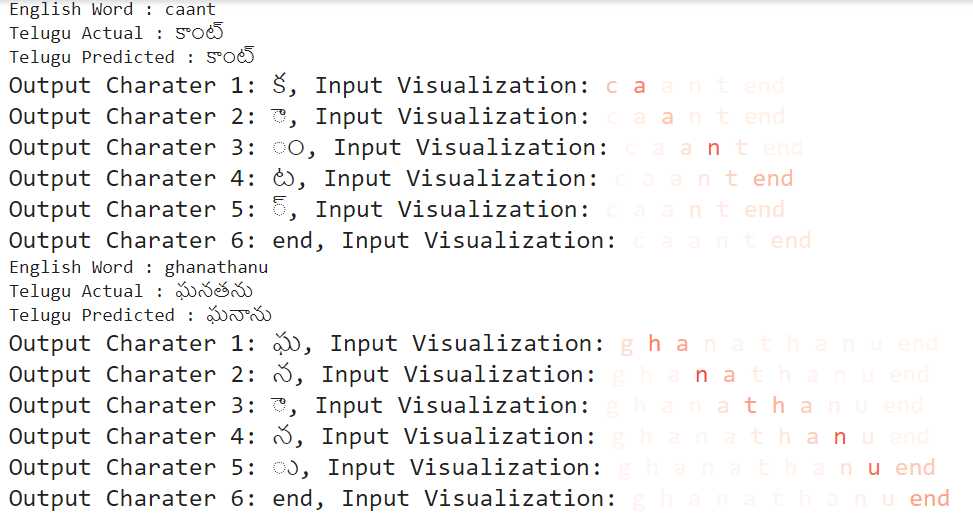 English Word : caant
Telugu Actual : కాంట్
Telugu Predicted : కాంట్
Output Charater 1: క, Input Visualization: c a a n t end
Output Charater 2: ా, Input Visualization: c a a n t end
Output Charater 3: ం, Input Visualization: c a a n t end
Output Charater 4: ట, Input Visualization: c a a n t end
Output Charater 5: ్, Input Visualization: c a a n t end
Output Charater 6: end, Input Visualization: c a a n t end
English Word : ghanathanu
Telugu Actual : ఘనతను
Telugu Predicted : ఘనాను
Output Charater 1: ఘ, Input Visualization: g h a n a t h a n u end
Output Charater 2: న, Input Visualization: g h a n a t h a n u end
Output Charater 3: ా, Input Visualization: g h a n a t h a n u end
Output Charater 4: న, Input Visualization: g h a n a t h a n u end
Output Charater 5: ు, Input Visualization: g h a n a t h a n u end
Output Charater 6: end, Input Visualization: g h a n a t h a n u end